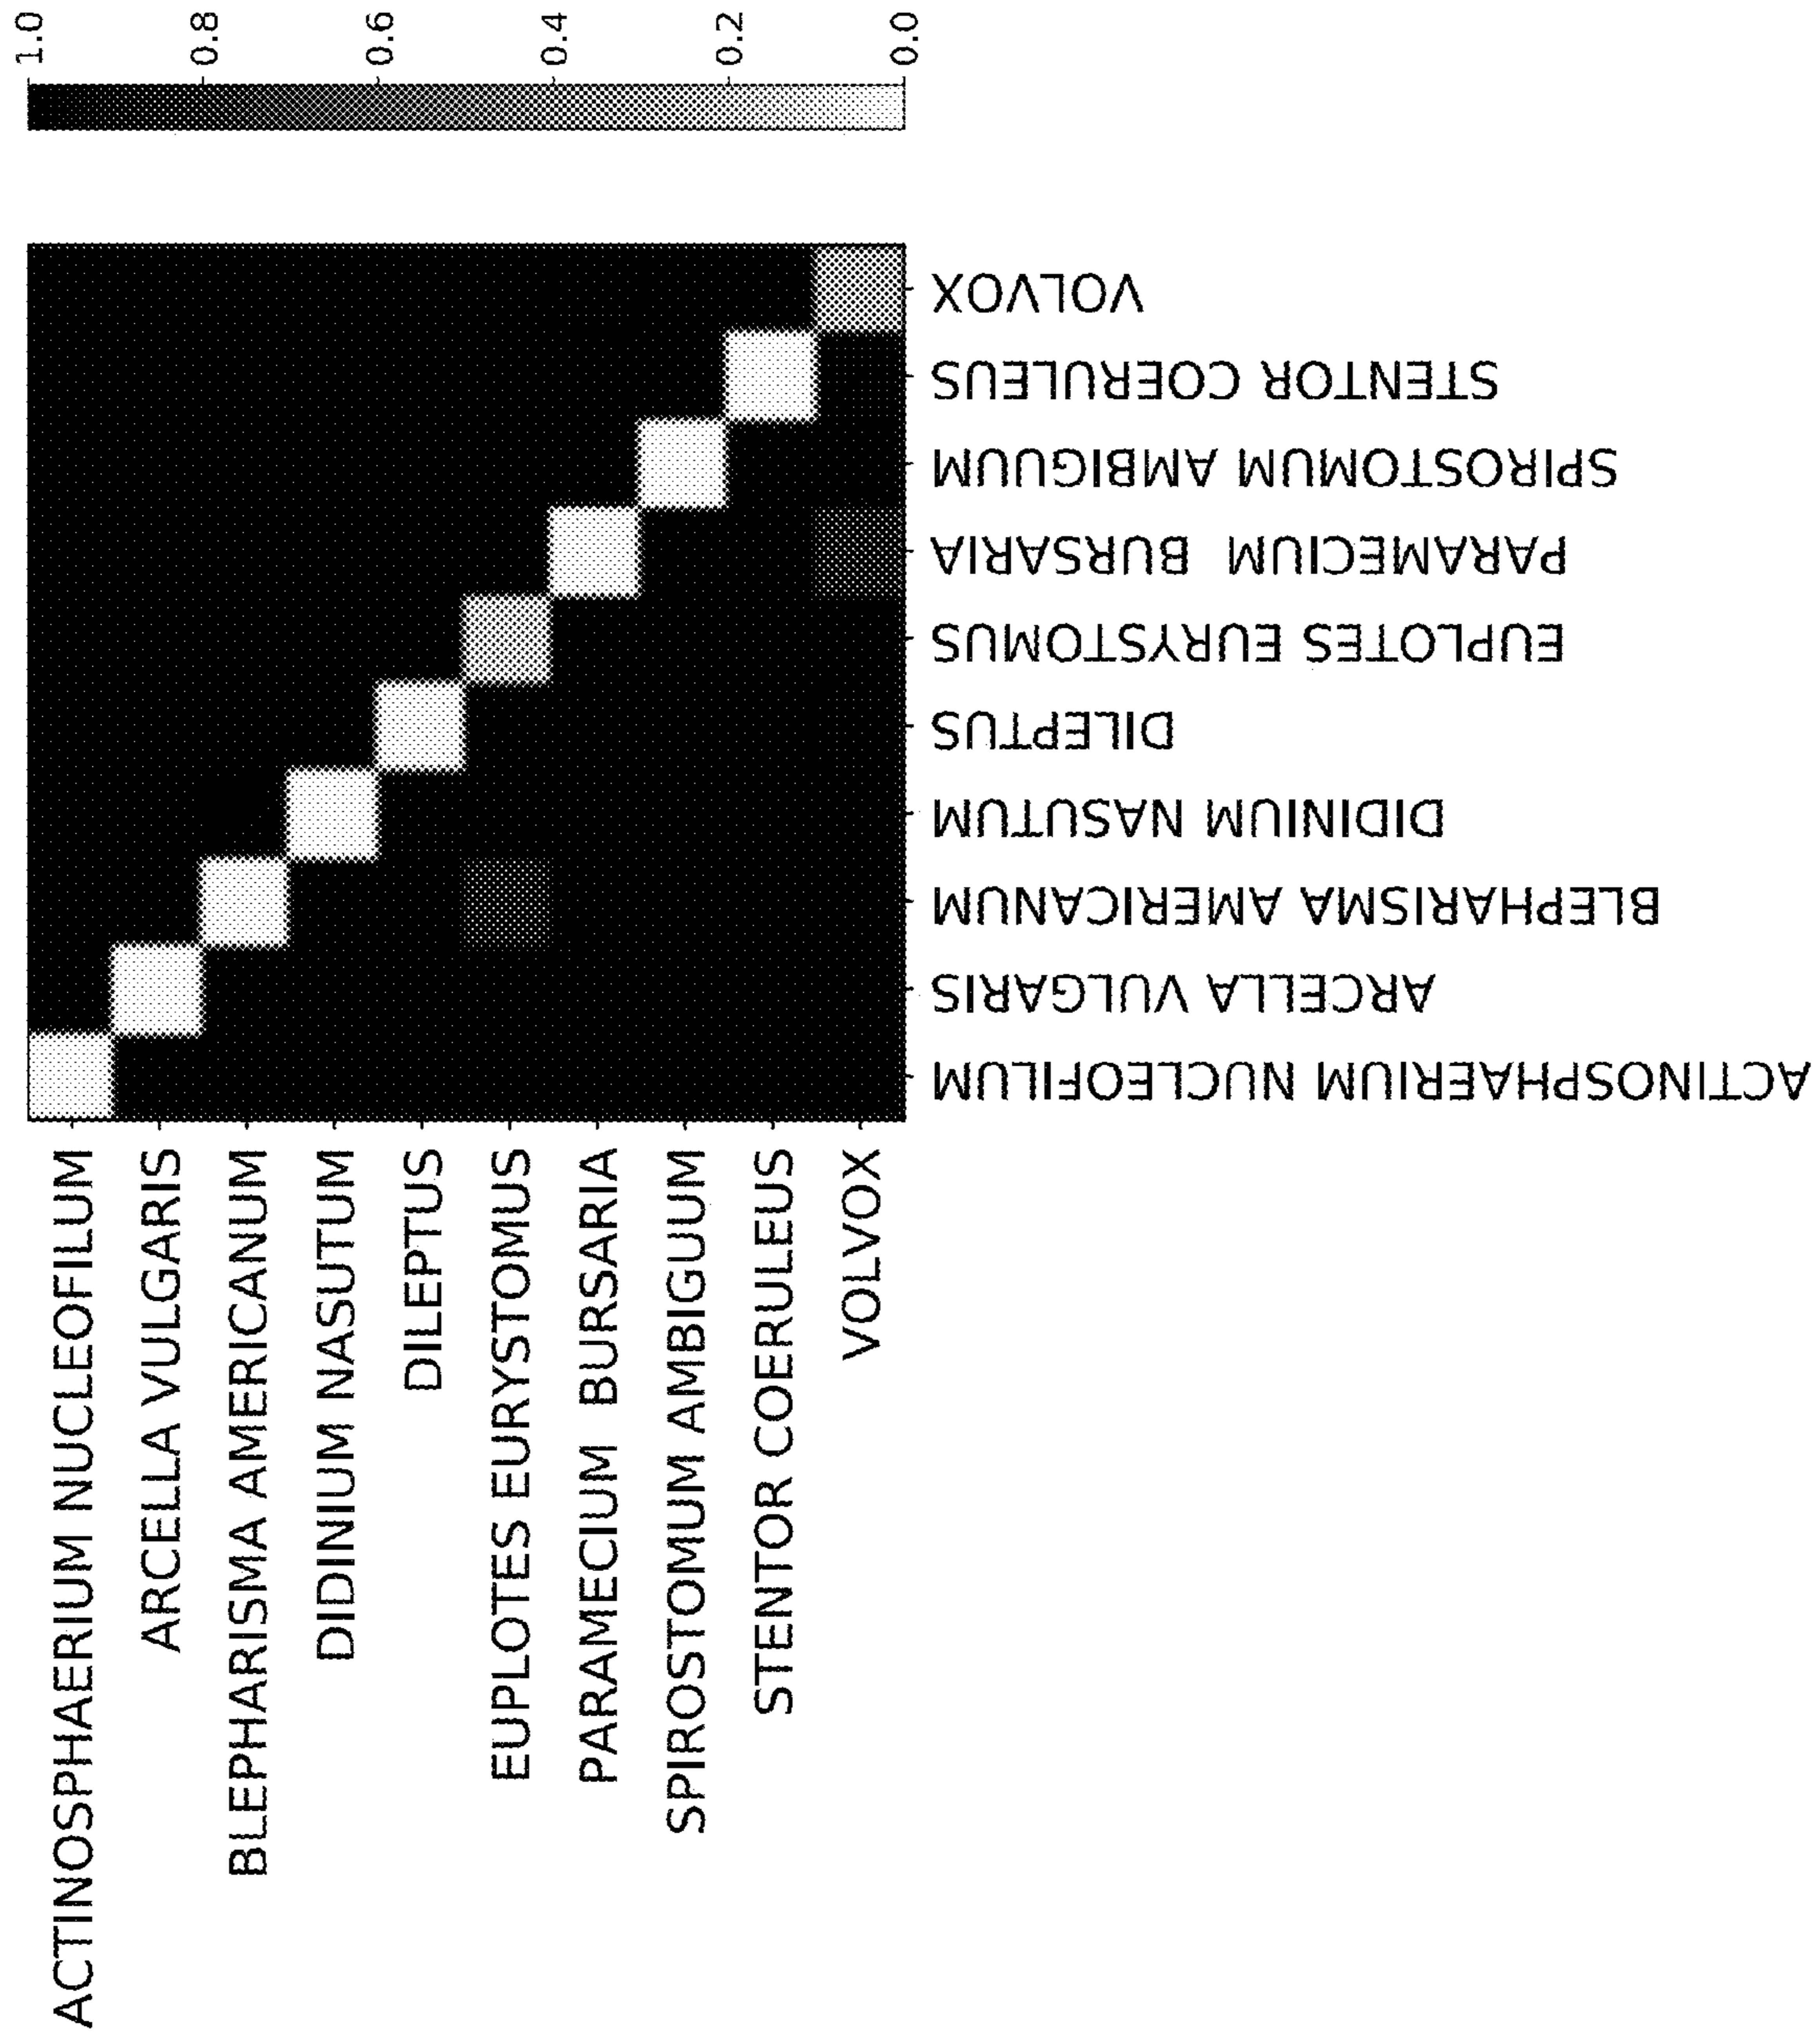 1.0
0.8
0.6
0.4
0.2
0.0
VOLVOX
STENTOR COERULEUS
SPIROSTOMUM AMBIGUUM
PARAMECIUM  BURSARIA
EUPLOTES EURYSTOMUS
DILEPTUS
DIDINIUM NASUTUM
BLEPHARISMA AMERICANUM
ARCELLA VULGARIS
ACTINOSPHAERIUM NUCLEOFILUM
ACTINOSPHAERIUM NUCLEOFILUM
ARCELLA VULGARIS
BLEPHARISMA AMERICANUM
DIDINIUM NASUTUM
DILEPTUS
EUPLOTES EURYSTOMUS
PARAMECIUM  BURSARIA
SPIROSTOMUM AMBIGUUM
STENTOR COERULEUS
VOLVOX